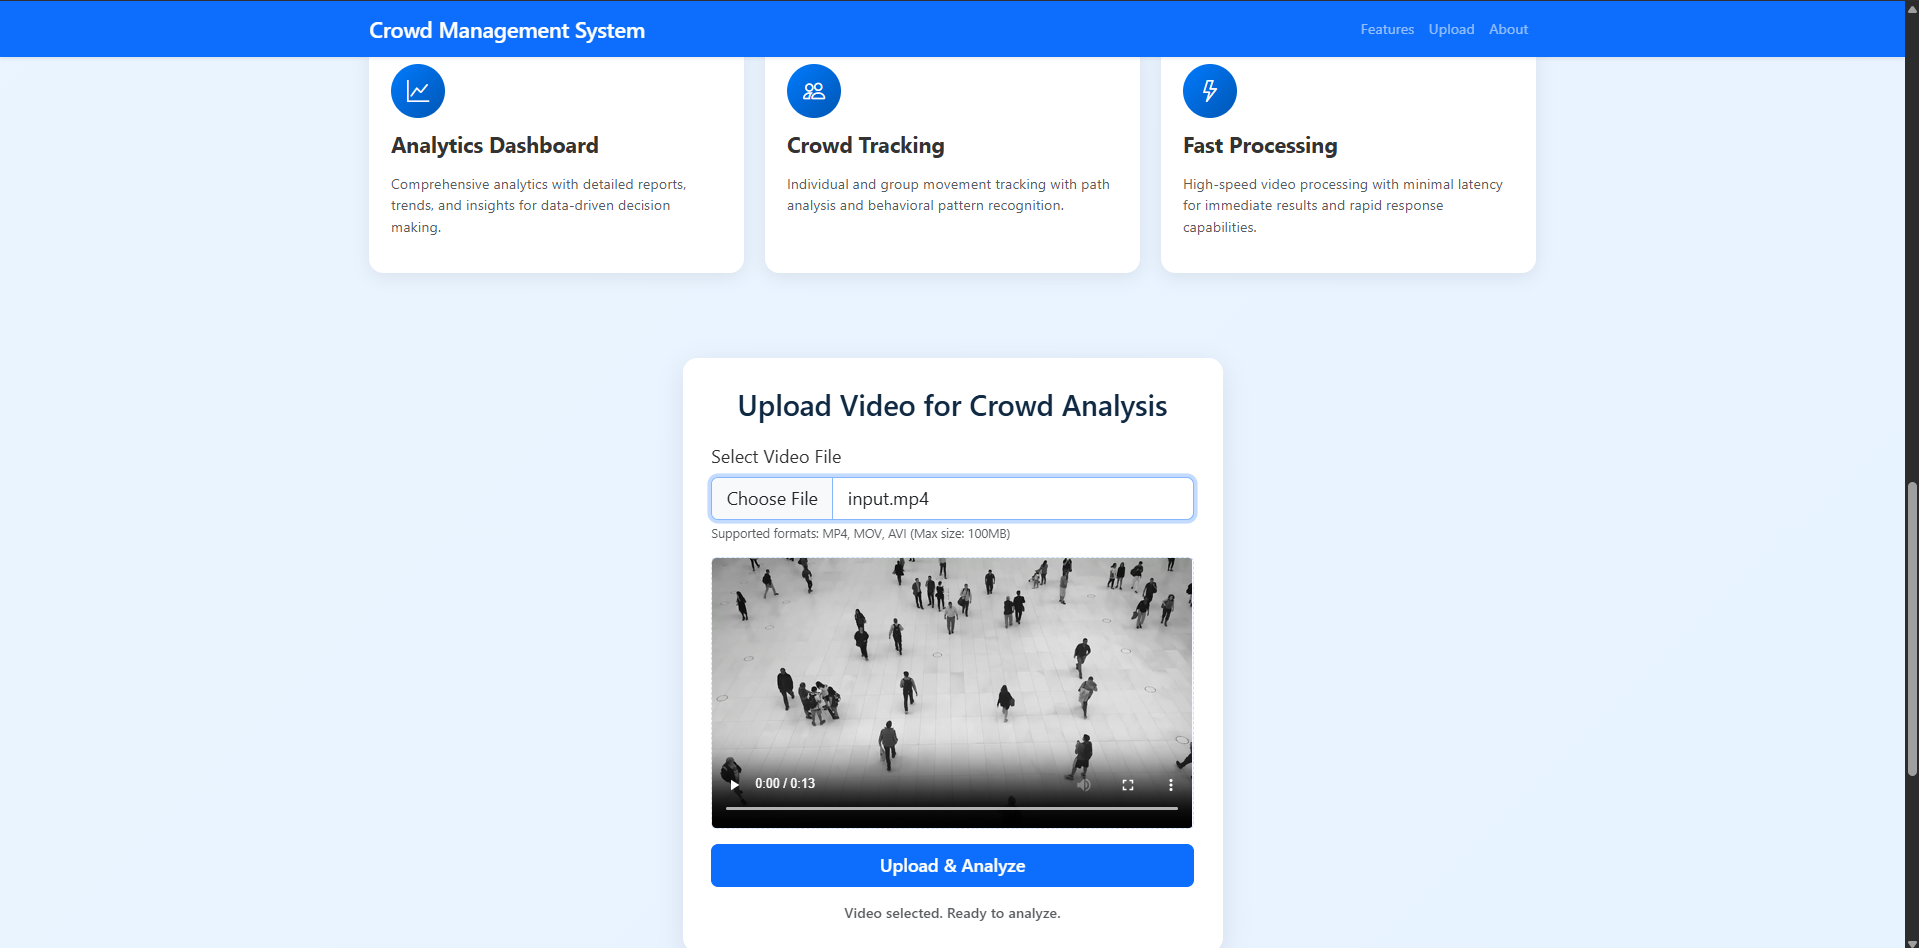 Crowd Management System
Features Upload About
Analytics Dashboard
Comprehensive analytics with detailed reports,
trends, and insights for data-driven decision
making.
Crowd Tracking
Individual and group movement tracking with path
analysis and behavioral pattern recognition.
Fast Processing
High-speed video processing with minimal latency
for immediate results and rapid response
capabilities.
Upload Video for Crowd Analysis
Select Video File
Choose File input.mp4
Supported formats: MP4, MOV, AVI (Max size: 100MB)
0:00 / 0:13
Upload & Analyze
Video selected. Ready to analyze.